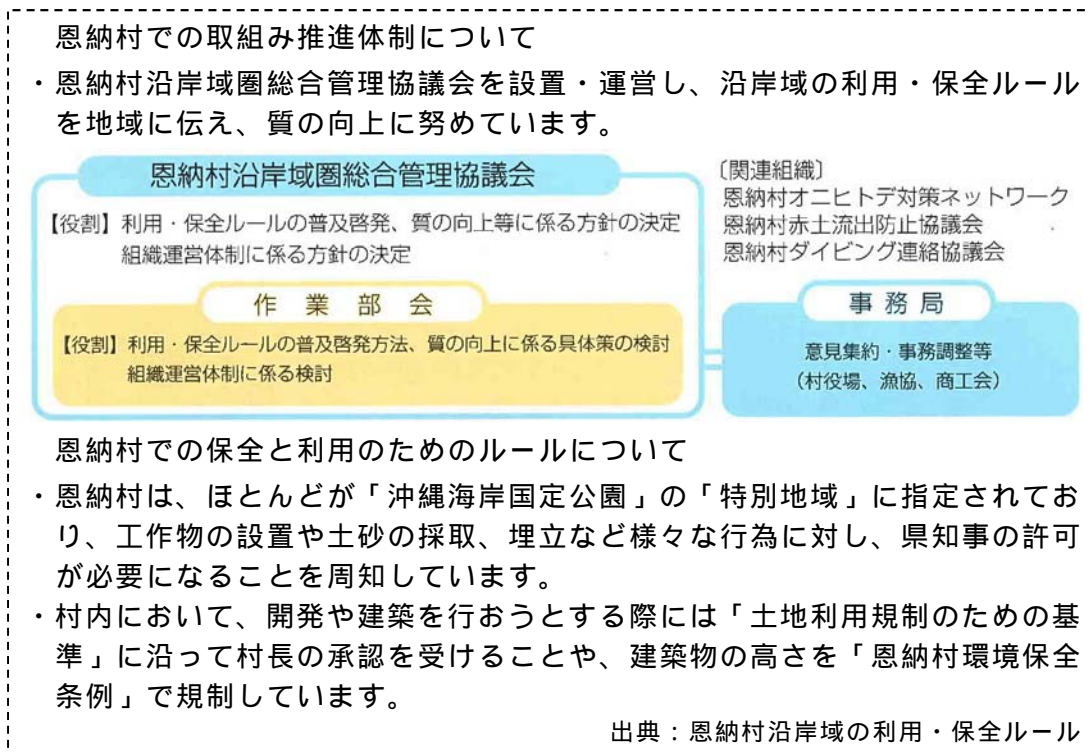 恩納村での取組み推進体制について
・恩納村沿岸域圏総合管理協議会を設置・運営し、沿岸域の利用・保全ルール
を地域に伝え、質の向上に努めています。
恩納村沿岸域圏総合管理協議会
【役割】利用・保全ルールの普及啓発、質の向上等に係る方針の決定
組織運営体制に係る方針の決定
作業部会
【役割】利用・保全ルールの普及啓発方法、質の向上に係る具体策の検討
組織運営体制に係る検討
〔関連組織〕
恩納村オニヒトデ対策ネットワーク
恩納村赤土流出防止協議会
恩納村ダイビング連絡協議会
事務局
意見集約・事務調整等
(村役場、漁協、商工会)
恩納村での保全と利用のためのルールについて
・恩納村は、ほとんどが「沖縄海岸国定公園」の「特別地域」に指定されてお
り、工作物の設置や土砂の採取、埋立など様々な行為に対し、県知事の許可
が必要になることを周知しています。
・村内において、開発や建築を行おうとする際には「土地利用規制のための基
準」に沿って村長の承認を受けることや、建築物の高さを「恩納村環境保全
条例」で規制しています。
出典：恩納村沿岸域の利用・保全ルール